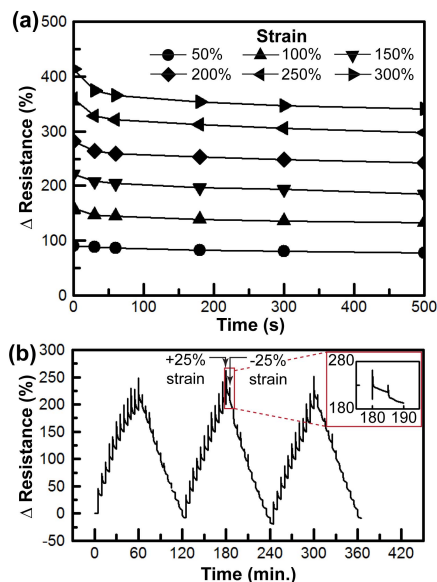 (a)
Strain
50% 100% 150%
200% 250% 300%
500
400
300
200
100
0
Δ Resistance (%)
0 100 200 300 400 500
Time (s)
(b)
+25% strain
-25% strain
280
180
180 190
300
250
200
150
100
50
0
-50
Δ Resistance (%)
0 60 120 180 240 300 360 420
Time (min.)